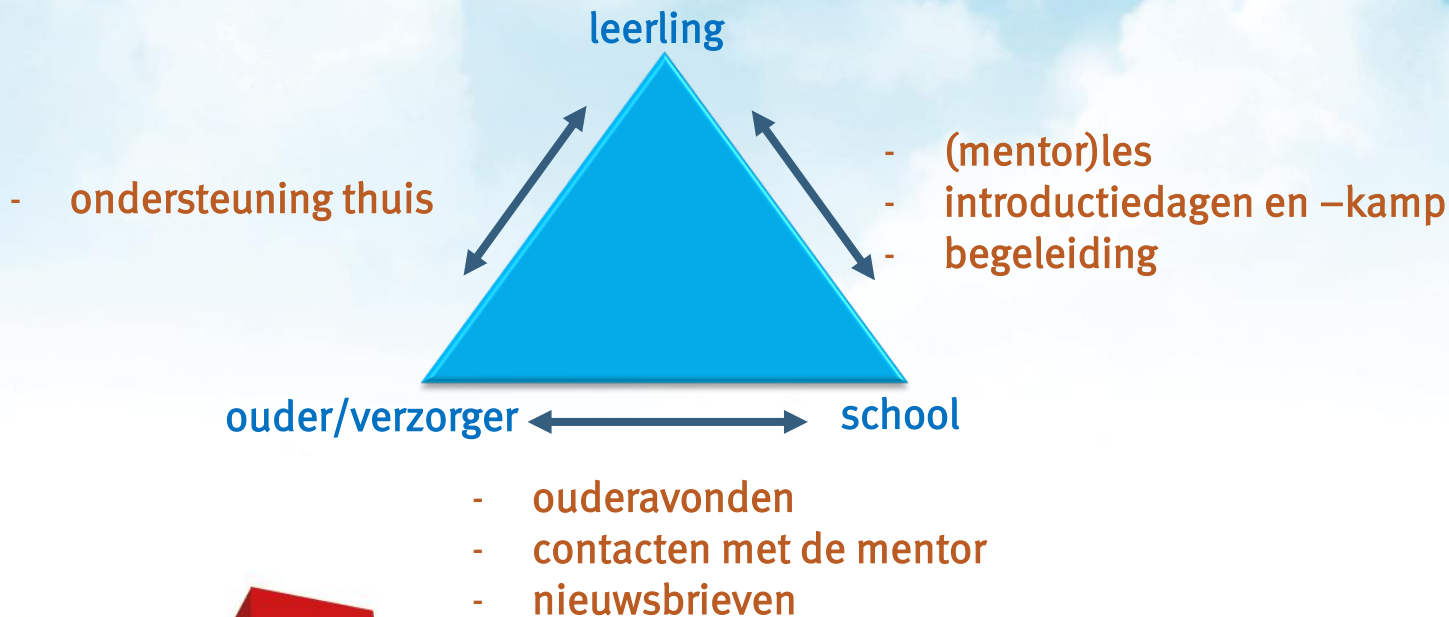 leerling
- ondersteuning thuis
- (mentor)les
- introductiedagen en –kamp
- begeleiding
ouder/verzorger
school
- ouderavonden
- contacten met de mentor
- nieuwsbrieven